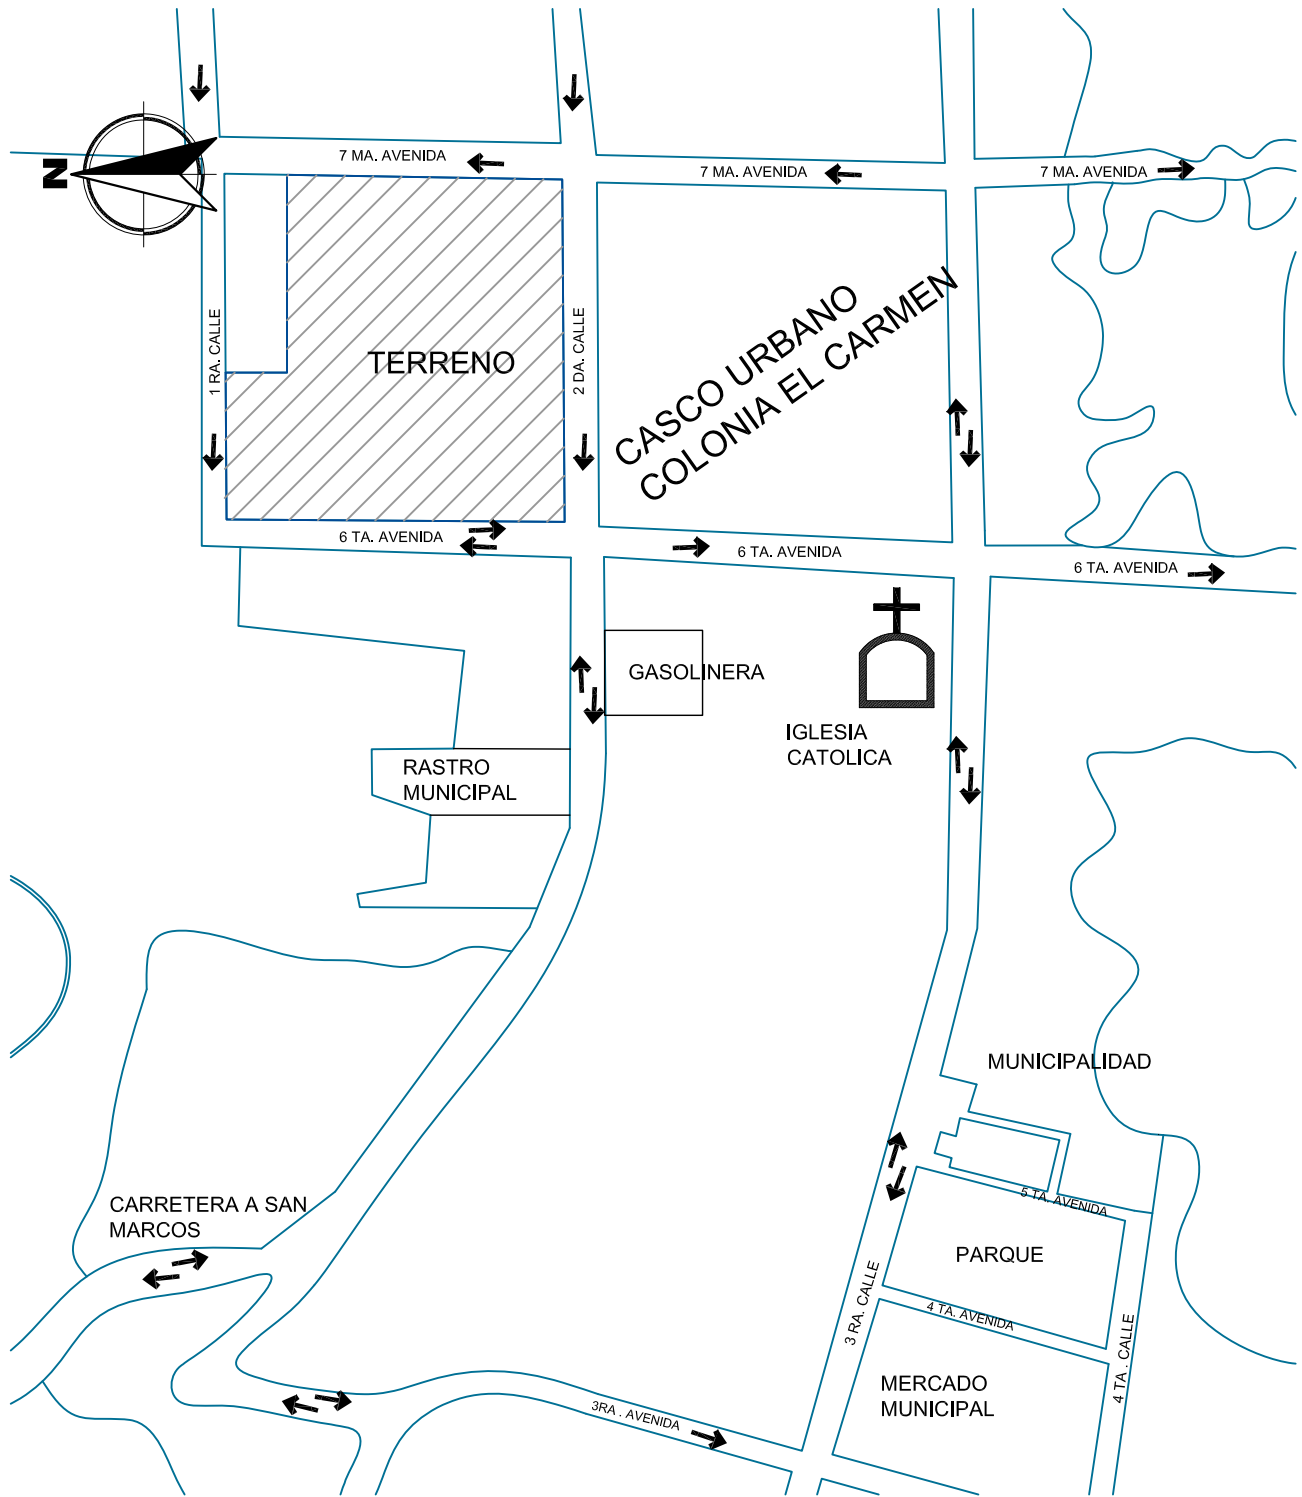 7 MA. AVENIDA
7 MA. AVENIDA
7 MA. AVENIDA
N
1 RA. CALLE
TERRENO
2 DA. CALLE
CASCO URBANO
COLONIA EL CARMEN
6 TA. AVENIDA
6 TA. AVENIDA
6 TA. AVENIDA
GASOLINERA
IGLESIA
CATOLICA
RASTRO
MUNICIPAL
MUNICIPALIDAD
CARRETERA A SAN
MARCOS
5 TA. AVENIDA
PARQUE
3 RA. CALLE
4 TA. AVENIDA
4 TA . CALLE
MERCADO
MUNICIPAL
3RA . AVENIDA